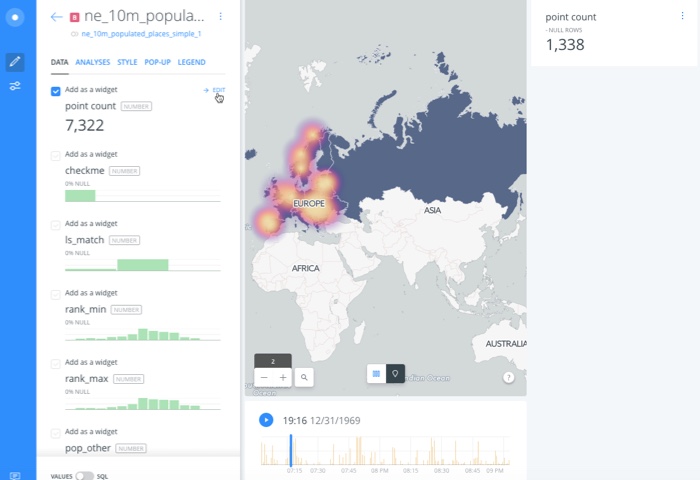 ne_10m_popula...
ne_10m_populated_places_simple_1
DATA ANALYSES STYLE POP-UP LEGEND
Add as a widget
EDIT
point count NUMBER
7,322
Add as a widget
checkme NUMBER
0% NULL
Add as a widget
ls_match NUMBER
0% NULL
Add as a widget
rank_min NUMBER
0% NULL
Add as a widget
rank_max NUMBER
0% NULL
Add as a widget
pop_other NUMBER
VALUES SQL
EUROPE
ASIA
AFRICA
AUSTRALIA
Indian Ocean
Ocean
2
?
19:16 12/31/1969
07:15 07:30 07:45 08 PM 08:15 08:30 08:45 09 PM
point count
- NULL ROWS
1,338